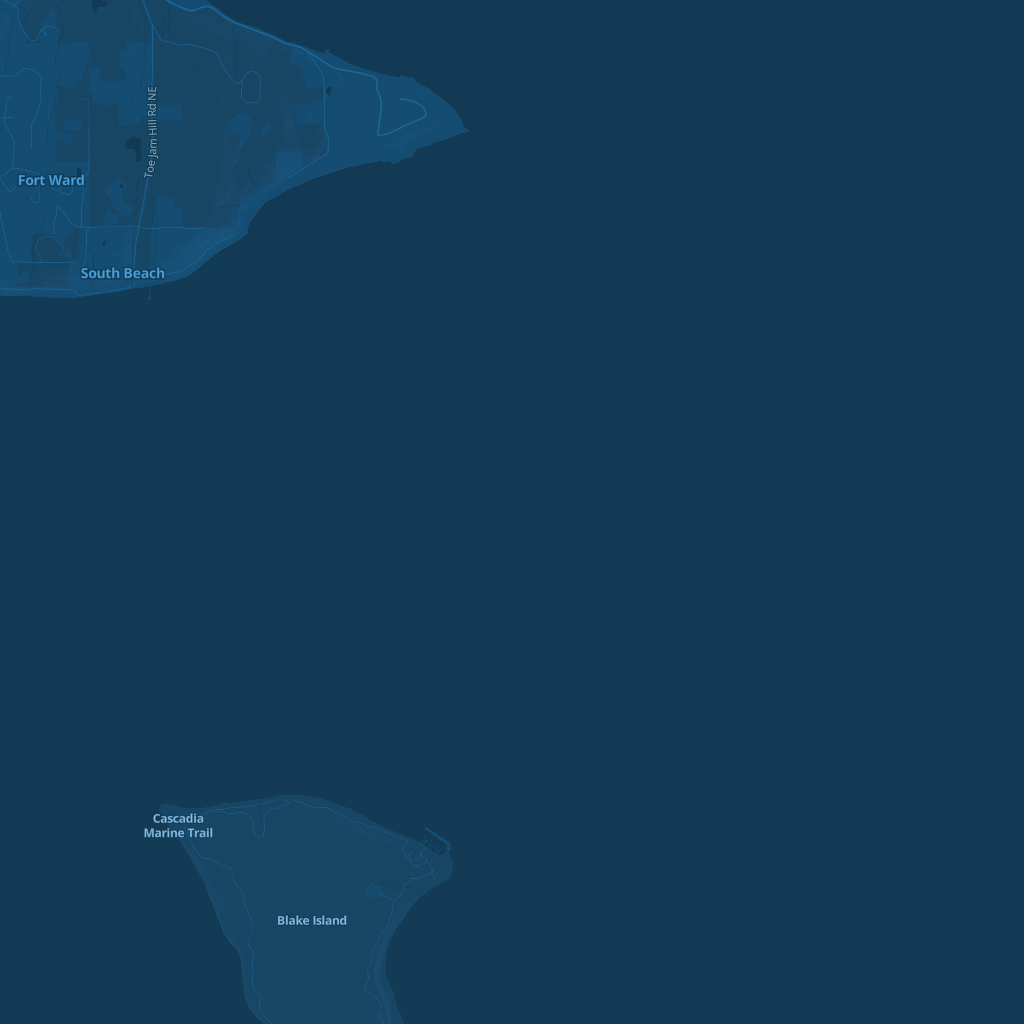 Toe Jam Hill Rd NE
Fort Ward
South Beach
Cascadia
Marine Trail
Blake Island